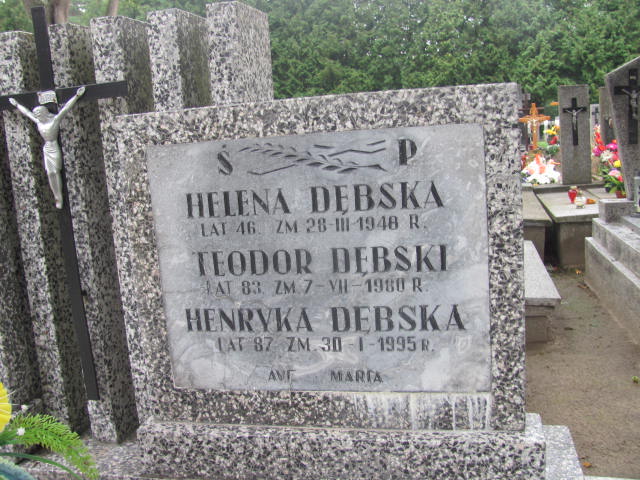 Ś P
HELENA DĘBSKA
LAT 46. ZM 28-III-1948 R.
TEODOR DĘBSKI
LAT 83. ZM. 7-VII-1980 R.
HENRYKA DĘBSKA
LAT 87. ZM. 30-I-1995 R.
AVE MARIA